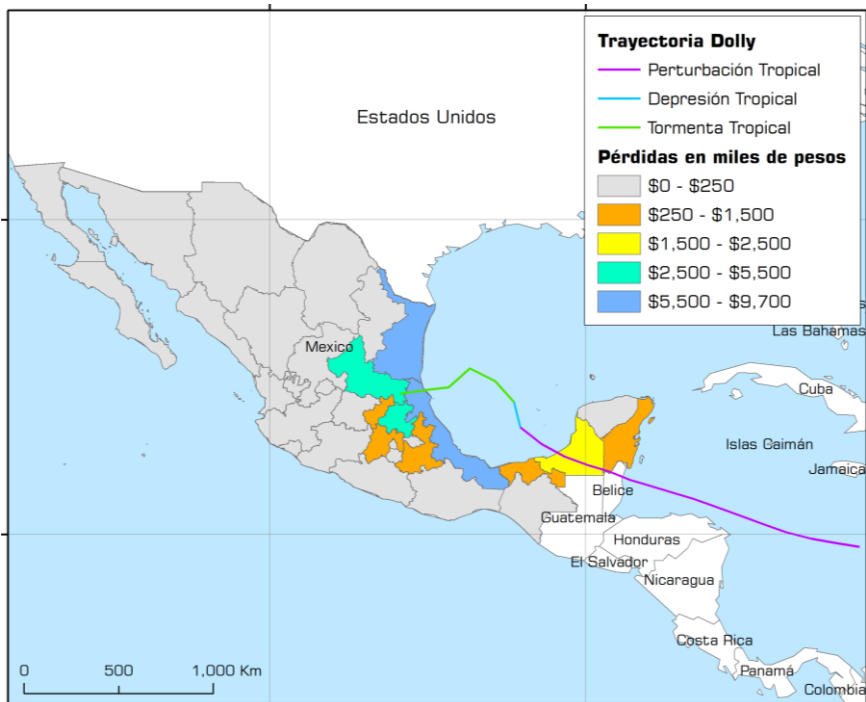 Trayectoria Dolly
Perturbación Tropical
Depresión Tropical
Tormenta Tropical
Pérdidas en miles de pesos
$0 - $250
$250 - $1,500
$1,500 - $2,500
$2,500 - $5,500
$5,500 - $9,700
Estados Unidos
Las Bahamas
Mexico
Cuba
Islas Caimán
Jamaica
Belice
Guatemala
Honduras
El Salvador
Nicaragua
Costa Rica
Panamá
Colombia
0 500 1,000 Km